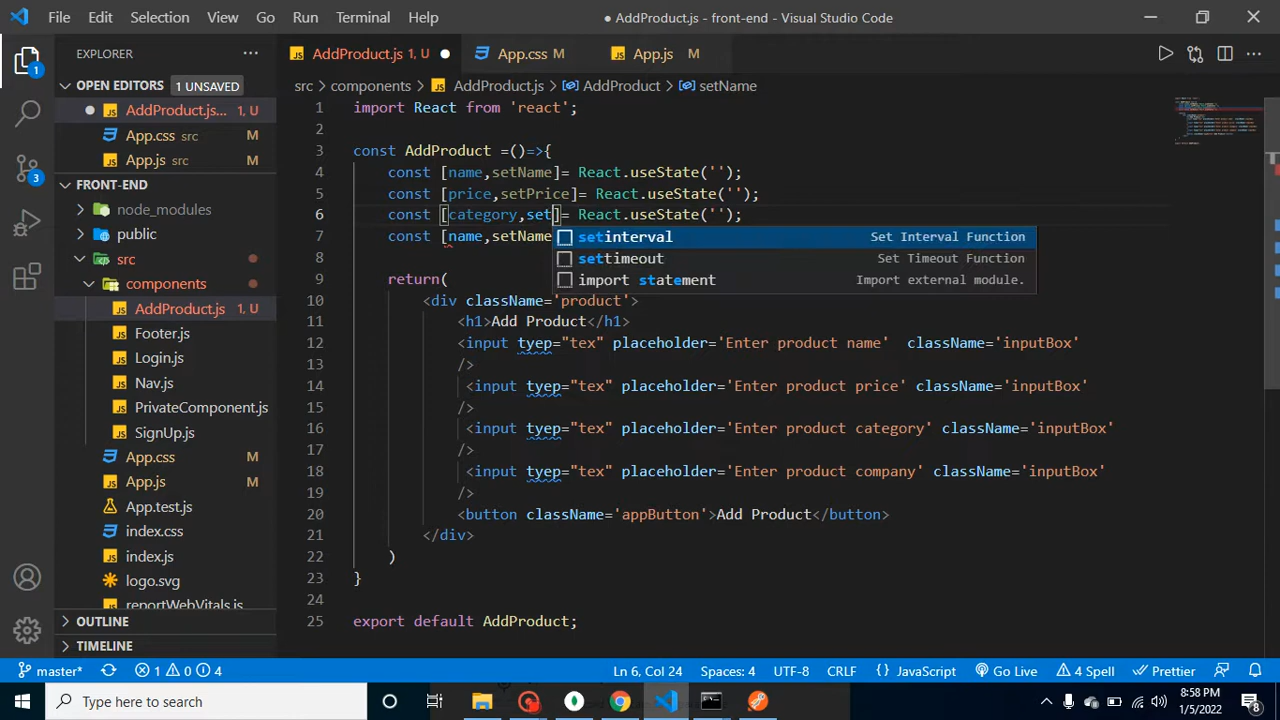 File Edit Selection View Go Run Terminal Help
● AddProduct.js - front-end - Visual Studio Code
EXPLORER
AddProduct.js 1, U
App.css M
App.js M
OPEN EDITORS 1 UNSAVED
AddProduct.js... 1, U
App.css src M
App.js src M
FRONT-END
node_modules
public
src
components
AddProduct.js 1, U
Footer.js
Login.js
Nav.js
PrivateComponent.js
SignUp.js
App.css M
App.js M
App.test.js
index.css
index.js
logo.svg
reportWebVitals.js
OUTLINE
TIMELINE
1
3
src > components > AddProduct.js > AddProduct > setName
1 import React from 'react';
2
3 const AddProduct =()=>{
4 const [name,setName]= React.useState('');
5 const [price,setPrice]= React.useState('');
6 const [category,set]= React.useState('');
7 const [name,setName
setinterval Set Interval Function
settimeout Set Timeout Function
import statement Import external module.
8
9 return(
10 <div className='product'>
11 <h1>Add Product</h1>
12 <input tyep="tex" placeholder='Enter product name' className='inputBox'
13 />
14 <input tyep="tex" placeholder='Enter product price' className='inputBox'
15 />
16 <input tyep="tex" placeholder='Enter product category' className='inputBox'
17 />
18 <input tyep="tex" placeholder='Enter product company' className='inputBox'
19 />
20 <button className='appButton'>Add Product</button>
21 </div>
22 )
23 }
24
25 export default AddProduct;
master* 1 0 4 Ln 6, Col 24 Spaces: 4 UTF-8 CRLF {} JavaScript Go Live 4 Spell Prettier
Type here to search
8:58 PM
1/5/2022
8